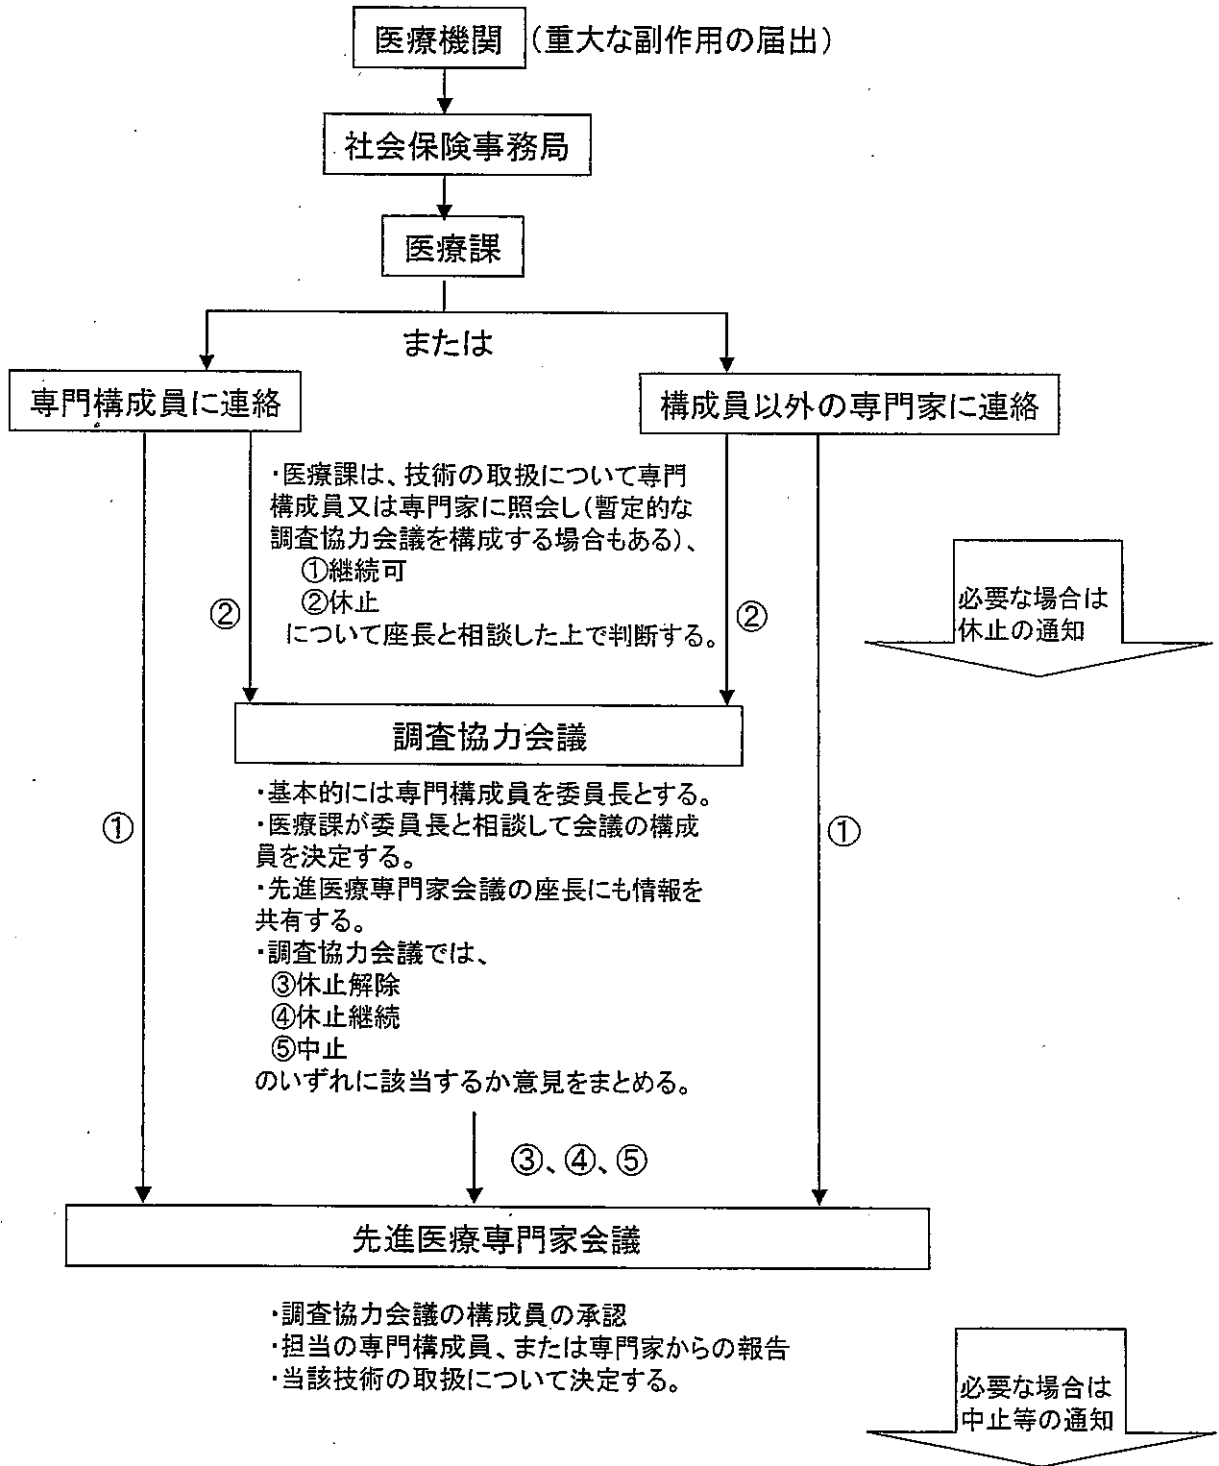 医療機関 (重大な副作用の届出)
社会保険事務局
医療課
または
専門構成員に連絡
構成員以外の専門家に連絡
・医療課は、技術の取扱について専門
構成員又は専門家に照会し(暫定的な
調査協力会議を構成する場合もある)、
①継続可
②休止
について座長と相談した上で判断する。
②
②
必要な場合は
休止の通知
調査協力会議
・基本的には専門構成員を委員長とする。
・医療課が委員長と相談して会議の構成
員を決定する。
・先進医療専門家会議の座長にも情報を
共有する。
・調査協力会議では、
③休止解除
④休止継続
⑤中止
のいずれに該当するか意見をまとめる。
①
①
③、④、⑤
先進医療専門家会議
・調査協力会議の構成員の承認
・担当の専門構成員、または専門家からの報告
・当該技術の取扱について決定する。
必要な場合は
中止等の通知